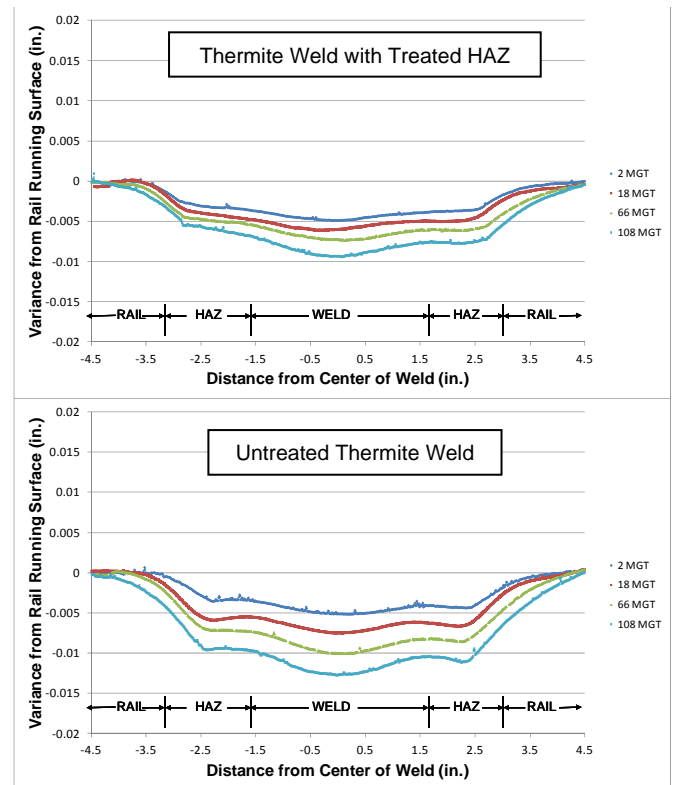 Thermite Weld with Treated HAZ
Variance from Rail Running Surface (in.)
0.02
0.015
0.01
0.005
0
-0.005
-0.01
-0.015
-0.02
RAIL HAZ WELD HAZ RAIL
-4.5 -3.5 -2.5 -1.5 -0.5 0.5 1.5 2.5 3.5 4.5
Distance from Center of Weld (in.)
2 MGT
18 MGT
66 MGT
108 MGT
Untreated Thermite Weld
Variance from Rail Running Surface (in.)
0.02
0.015
0.01
0.005
0
-0.005
-0.01
-0.015
-0.02
RAIL HAZ WELD HAZ RAIL
-4.5 -3.5 -2.5 -1.5 -0.5 0.5 1.5 2.5 3.5 4.5
Distance from Center of Weld (in.)
2 MGT
18 MGT
66 MGT
108 MGT